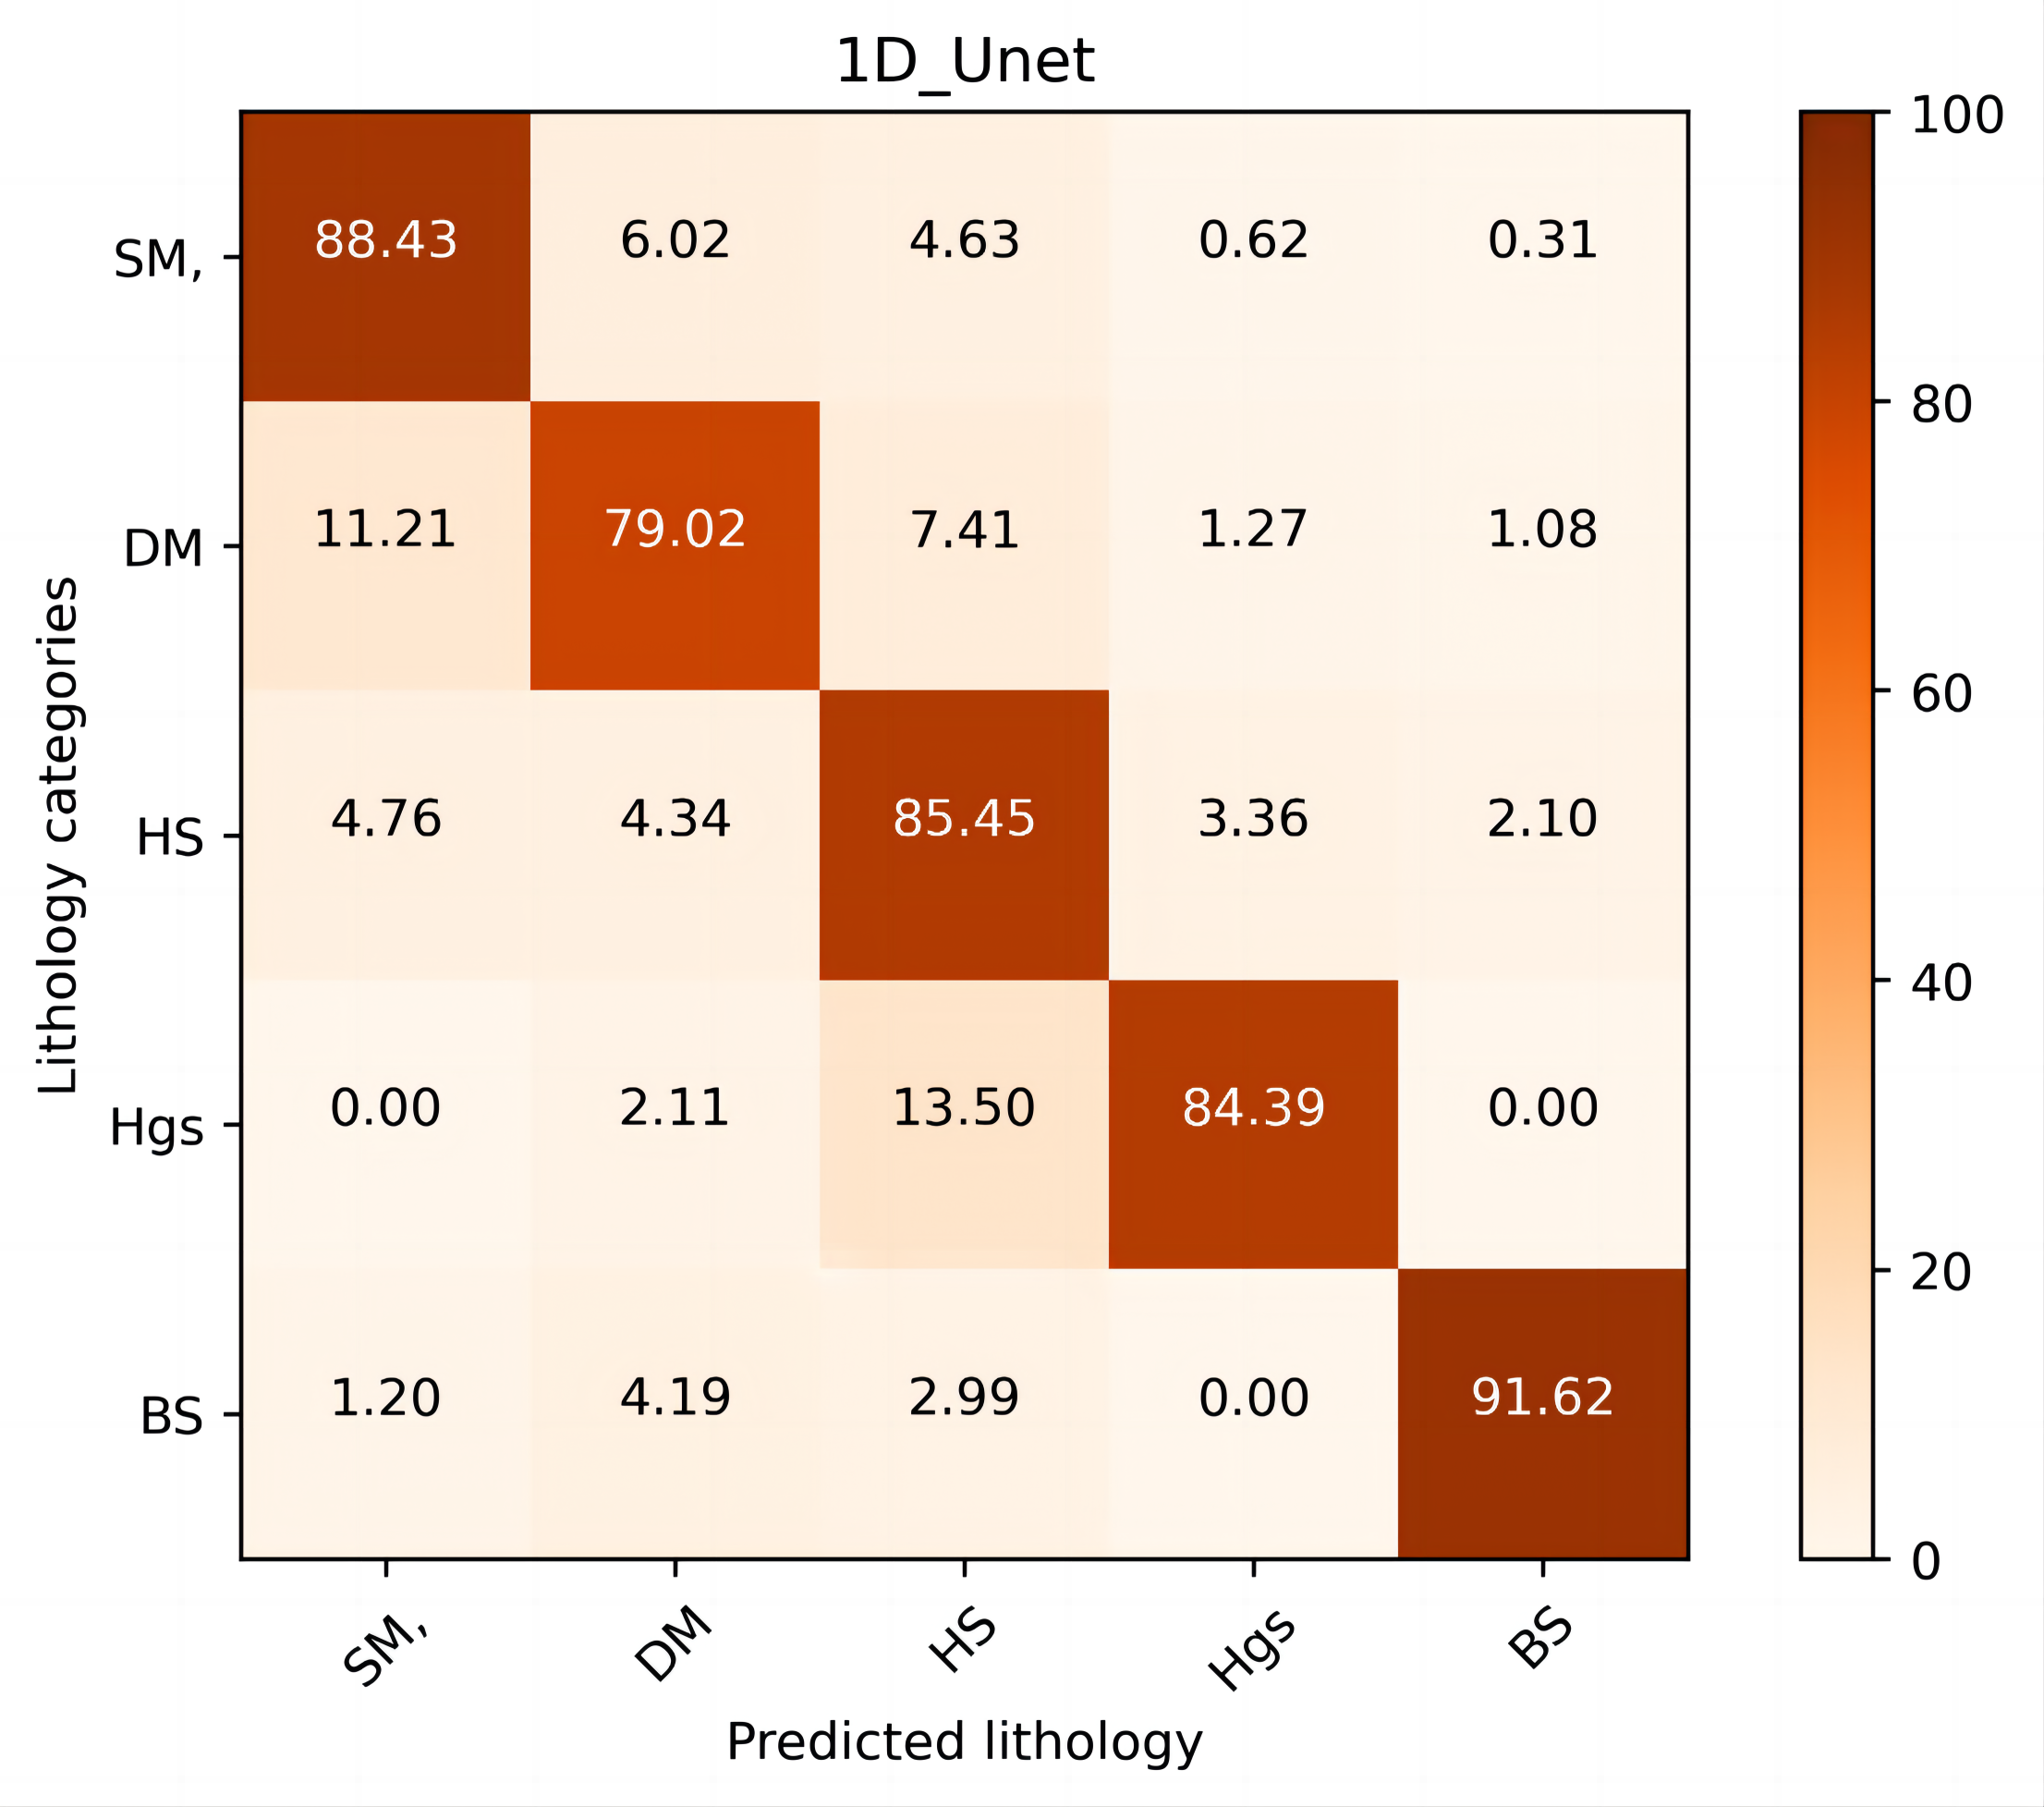 1D_Unet
SM, 88.43 6.02 4.63 0.62 0.31
DM 11.21 79.02 7.41 1.27 1.08
HS 4.76 4.34 85.45 3.36 2.10
Hgs 0.00 2.11 13.50 84.39 0.00
BS 1.20 4.19 2.99 0.00 91.62
SM, DM HS Hgs BS
Predicted lithology
Lithology categories
100
80
60
40
20
0